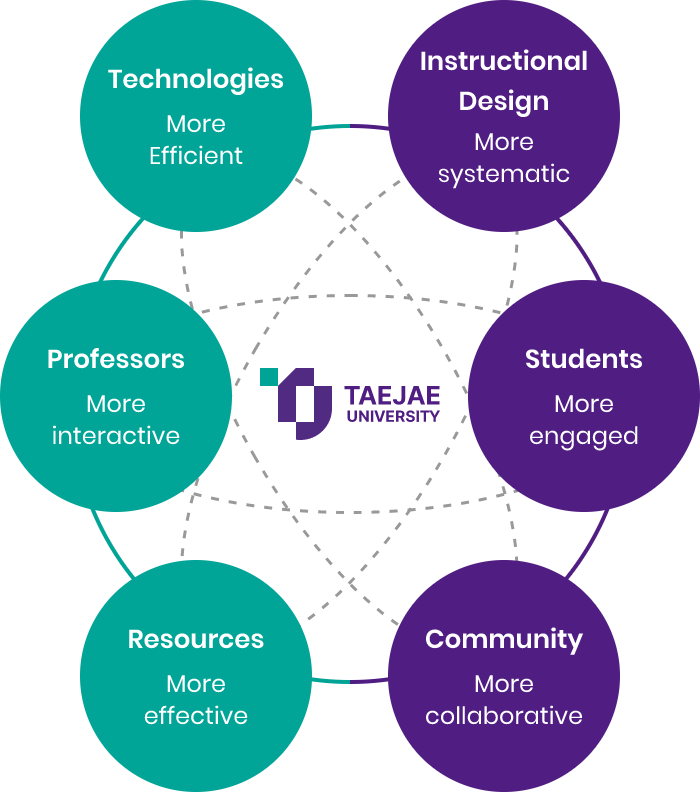 Technologies
More
Efficient
Instructional
Design
More
systematic
Professors
More
interactive
TAEJAE
UNIVERSITY
Students
More
engaged
Resources
More
effective
Community
More
collaborative